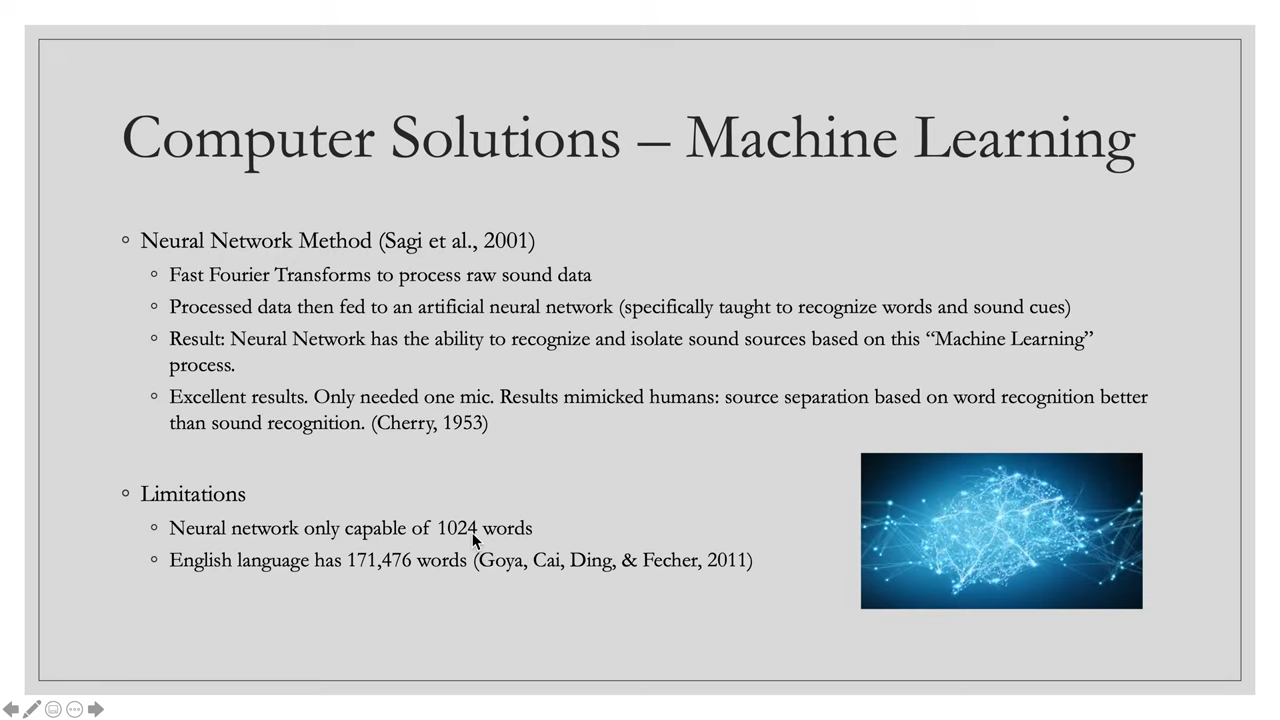 Computer Solutions – Machine Learning
Neural Network Method (Sagi et al., 2001)
Fast Fourier Transforms to process raw sound data
Processed data then fed to an artificial neural network (specifically taught to recognize words and sound cues)
Result: Neural Network has the ability to recognize and isolate sound sources based on this “Machine Learning”
process.
Excellent results. Only needed one mic. Results mimicked humans: source separation based on word recognition better
than sound recognition. (Cherry, 1953)
Limitations
Neural network only capable of 1024 words
English language has 171,476 words (Goya, Cai, Ding, & Fecher, 2011)